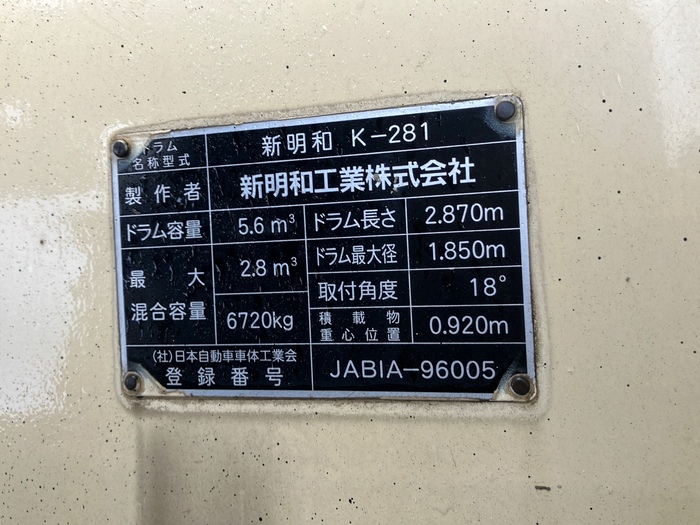 ドラム
名称型式
新明和 K-281
製作者
新明和工業株式会社
ドラム容量
5.6 m³
ドラム長さ
2.870m
最大
混合容量
2.8 m³
6720kg
ドラム最大径
1.850m
取付角度
18°
積載物
重心位置
0.920m
(社)日本自動車車体工業会
登録番号
JABIA-96005